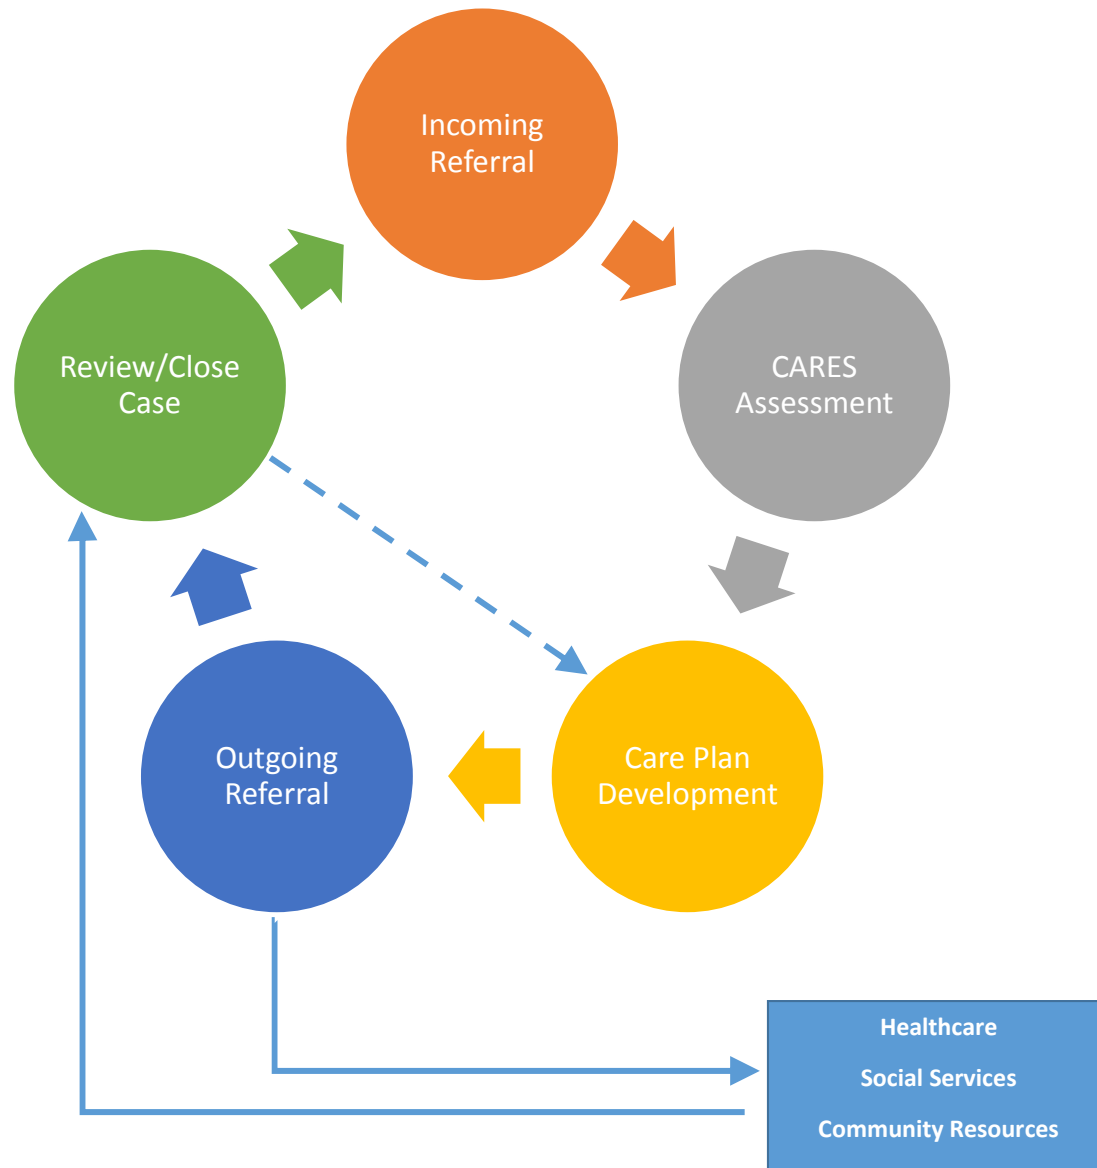 Incoming
Referral
CARES
Assessment
Care Plan
Development
Outgoing
Referral
Review/Close
Case
Healthcare
Social Services
Community Resources